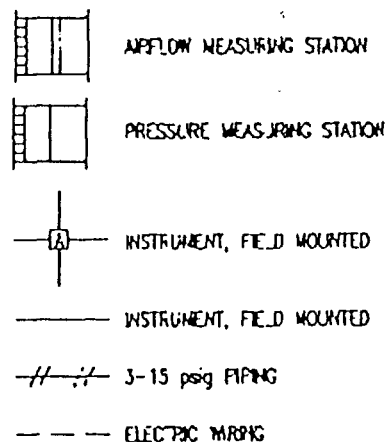 AIRFLOW MEASURING STATION
PRESSURE MEASURING STATION
A
INSTRUMENT, FIELD MOUNTED
INSTRUMENT, FIELD MOUNTED
3-15 psig PIPING
ELECTRIC WIRING